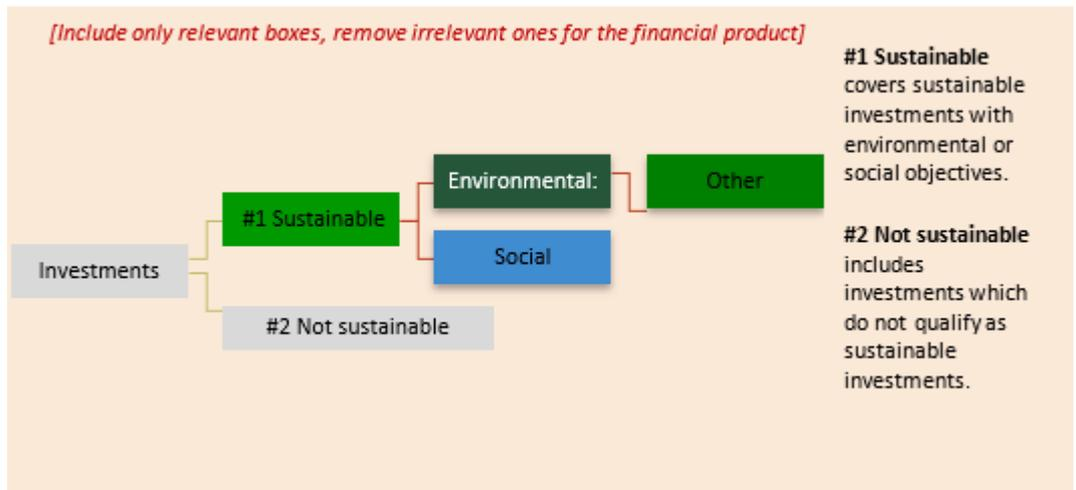 [Include only relevant boxes, remove irrelevant ones for the financial product]
#1 Sustainable
covers sustainable
investments with
environmental or
social objectives.
#2 Not sustainable
includes
investments which
do not qualify as
sustainable
investments.
Investments
#1 Sustainable
#2 Not sustainable
Environmental:
Social
Other